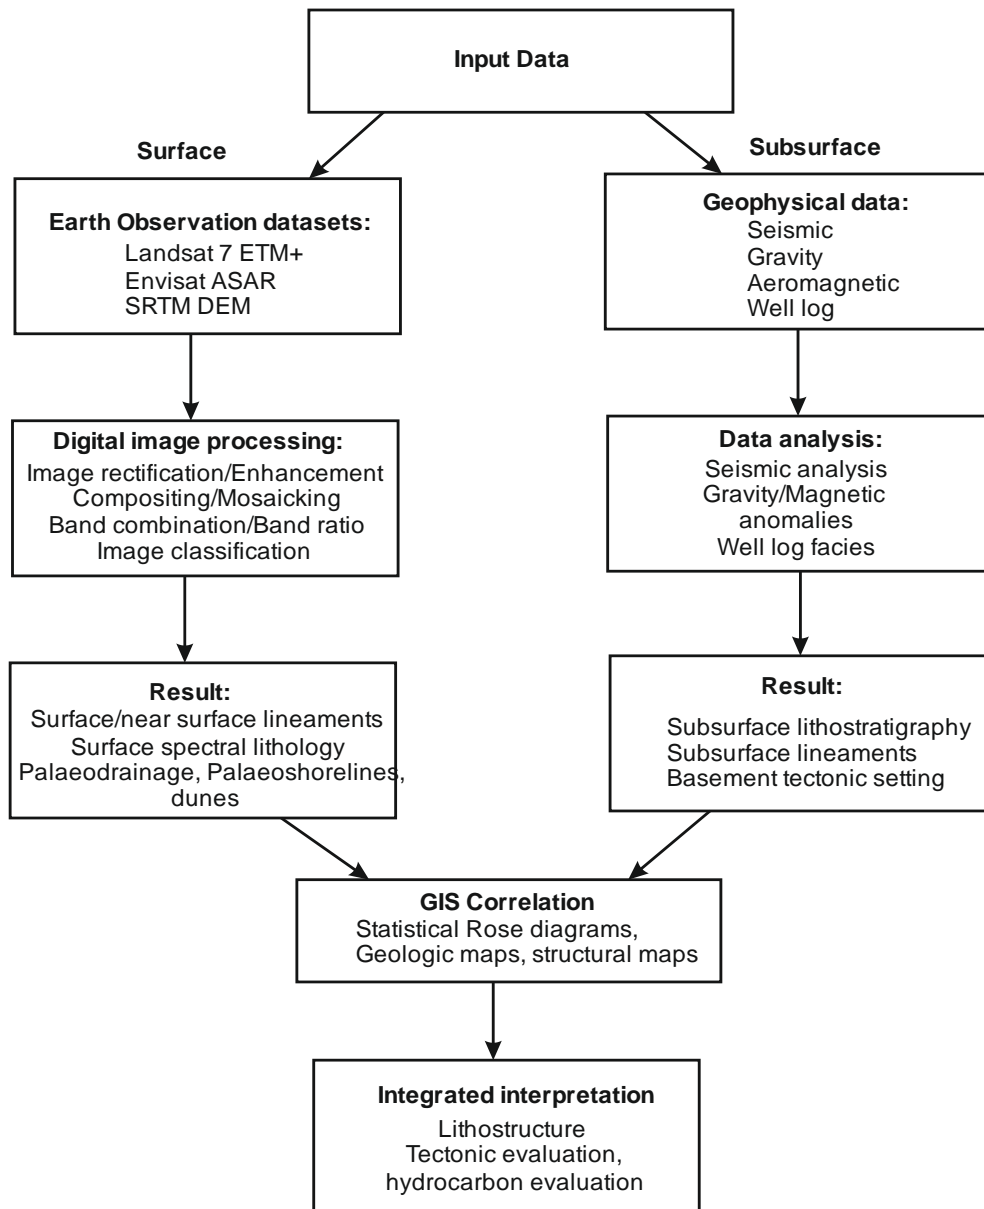 Input Data
Surface
Subsurface
Earth Observation datasets:
Landsat 7 ETM+
Envisat ASAR
SRTM DEM
Geophysical data:
Seismic
Gravity
Aeromagnetic
Well log
Digital image processing:
Image rectification/Enhancement
Compositing/Mosaicking
Band combination/Band ratio
Image classification
Data analysis:
Seismic analysis
Gravity/Magnetic
anomalies
Well log facies
Result:
Surface/near surface lineaments
Surface spectral lithology
Palaeodrainage, Palaeoshorelines,
dunes
Result:
Subsurface lithostratigraphy
Subsurface lineaments
Basement tectonic setting
GIS Correlation
Statistical Rose diagrams,
Geologic maps, structural maps
Integrated interpretation
Lithostructure
Tectonic evaluation,
hydrocarbon evaluation